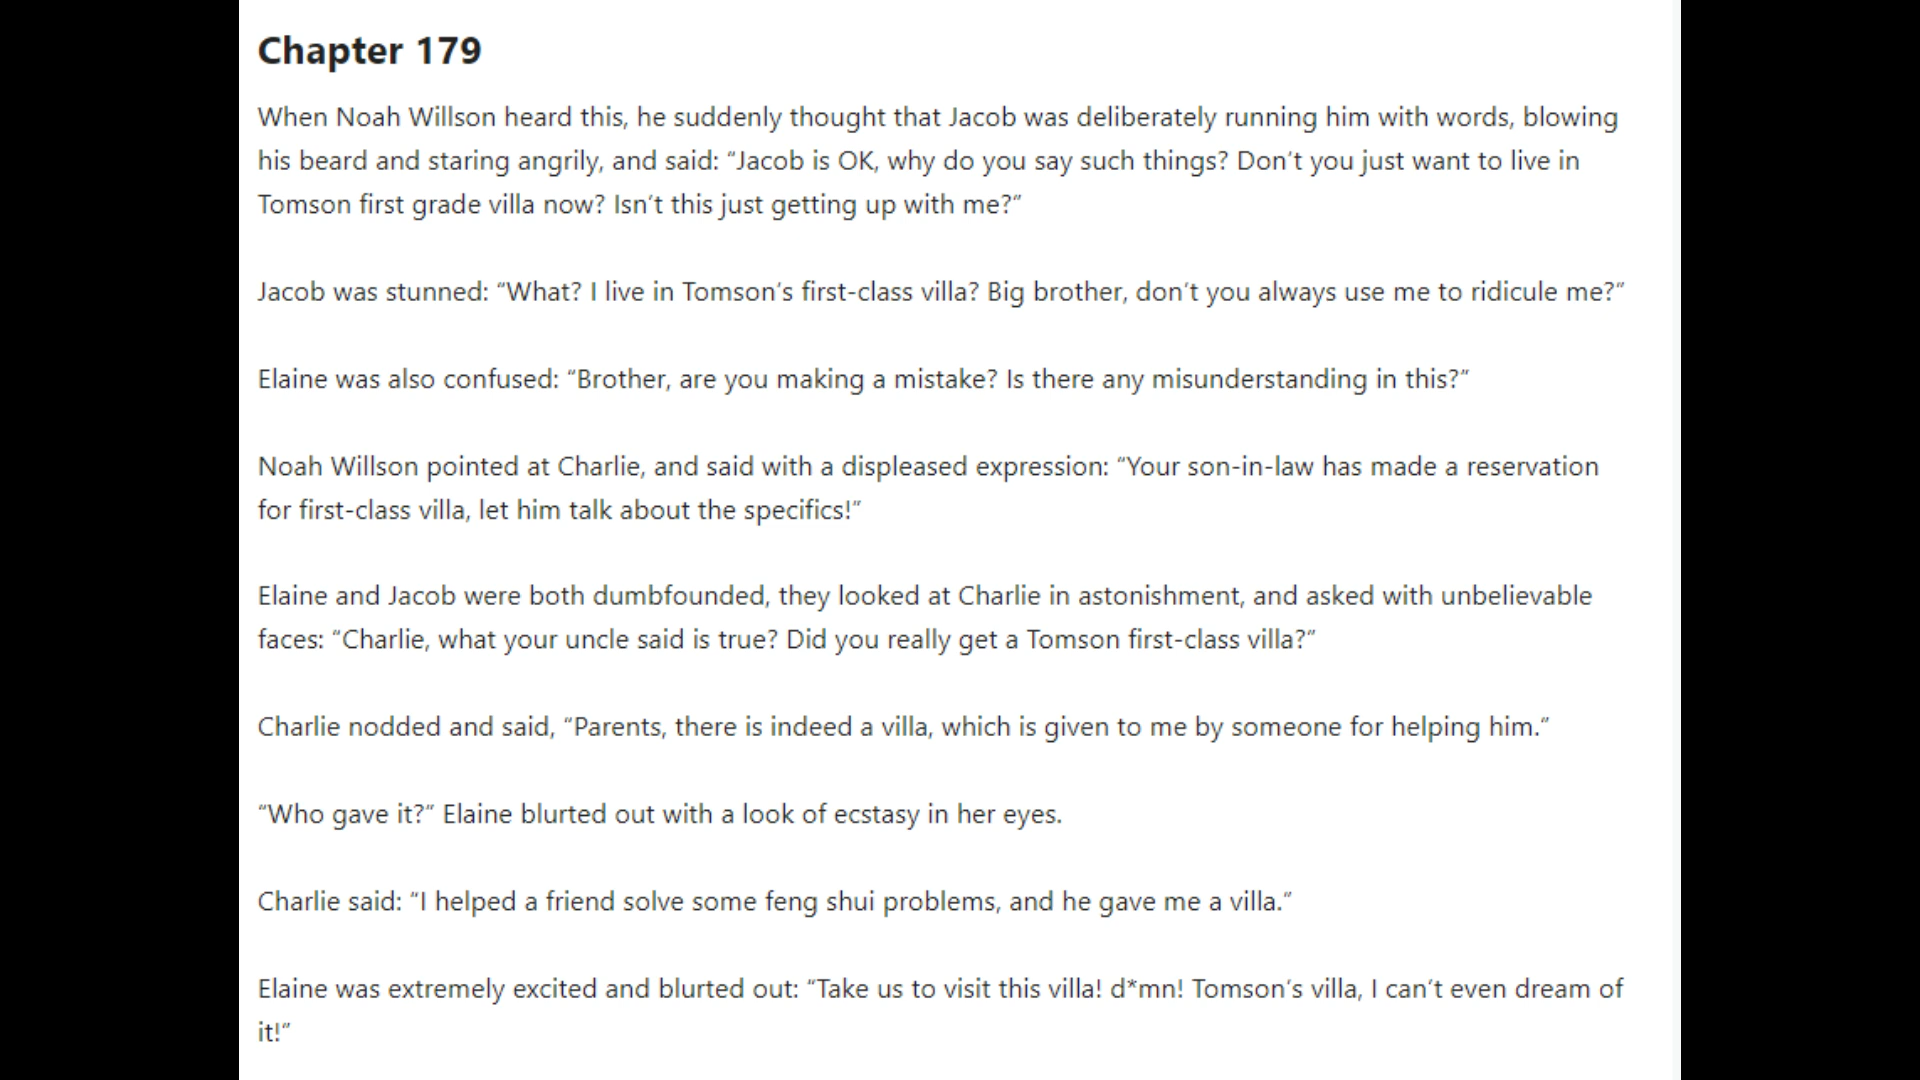 Chapter 179
When Noah Willson heard this, he suddenly thought that Jacob was deliberately running him with words, blowing
his beard and staring angrily, and said: “Jacob is OK, why do you say such things? Don’t you just want to live in
Tomson first grade villa now? Isn’t this just getting up with me?”
Jacob was stunned: “What? I live in Tomson’s first-class villa? Big brother, don’t you always use me to ridicule me?”
Elaine was also confused: “Brother, are you making a mistake? Is there any misunderstanding in this?”
Noah Willson pointed at Charlie, and said with a displeased expression: “Your son-in-law has made a reservation
for first-class villa, let him talk about the specifics!”
Elaine and Jacob were both dumbfounded, they looked at Charlie in astonishment, and asked with unbelievable
faces: “Charlie, what your uncle said is true? Did you really get a Tomson first-class villa?”
Charlie nodded and said, “Parents, there is indeed a villa, which is given to me by someone for helping him.”
“Who gave it?” Elaine blurted out with a look of ecstasy in her eyes.
Charlie said: “I helped a friend solve some feng shui problems, and he gave me a villa.”
Elaine was extremely excited and blurted out: “Take us to visit this villa! d*mn! Tomson’s villa, I can’t even dream of
it!”